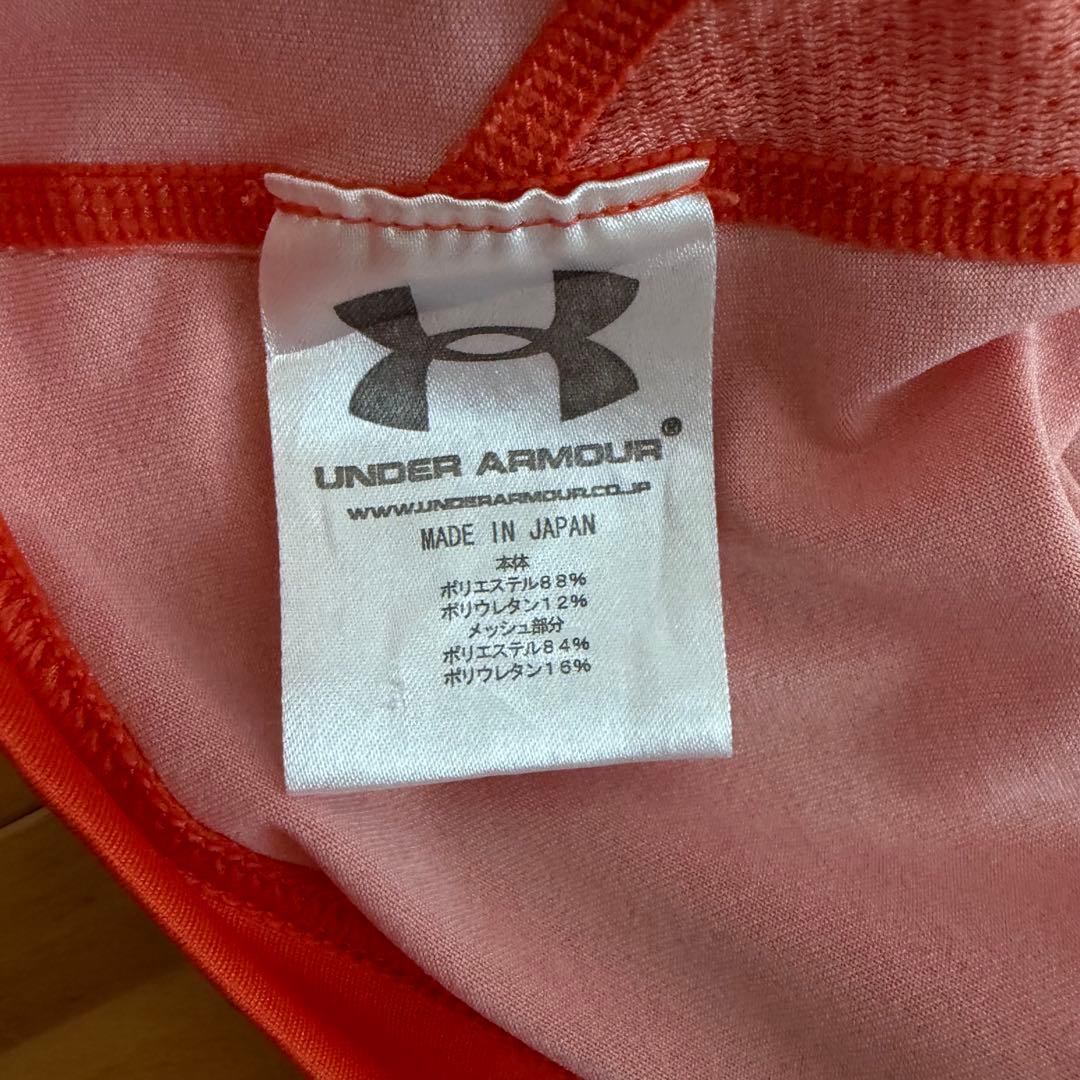 UNDER ARMOUR®
WWW.UNDERARMOUR.CO.JP
MADE IN JAPAN
本体
ポリエステル88%
ポリウレタン12%
メッシュ部分
ポリエステル84%
ポリウレタン16%